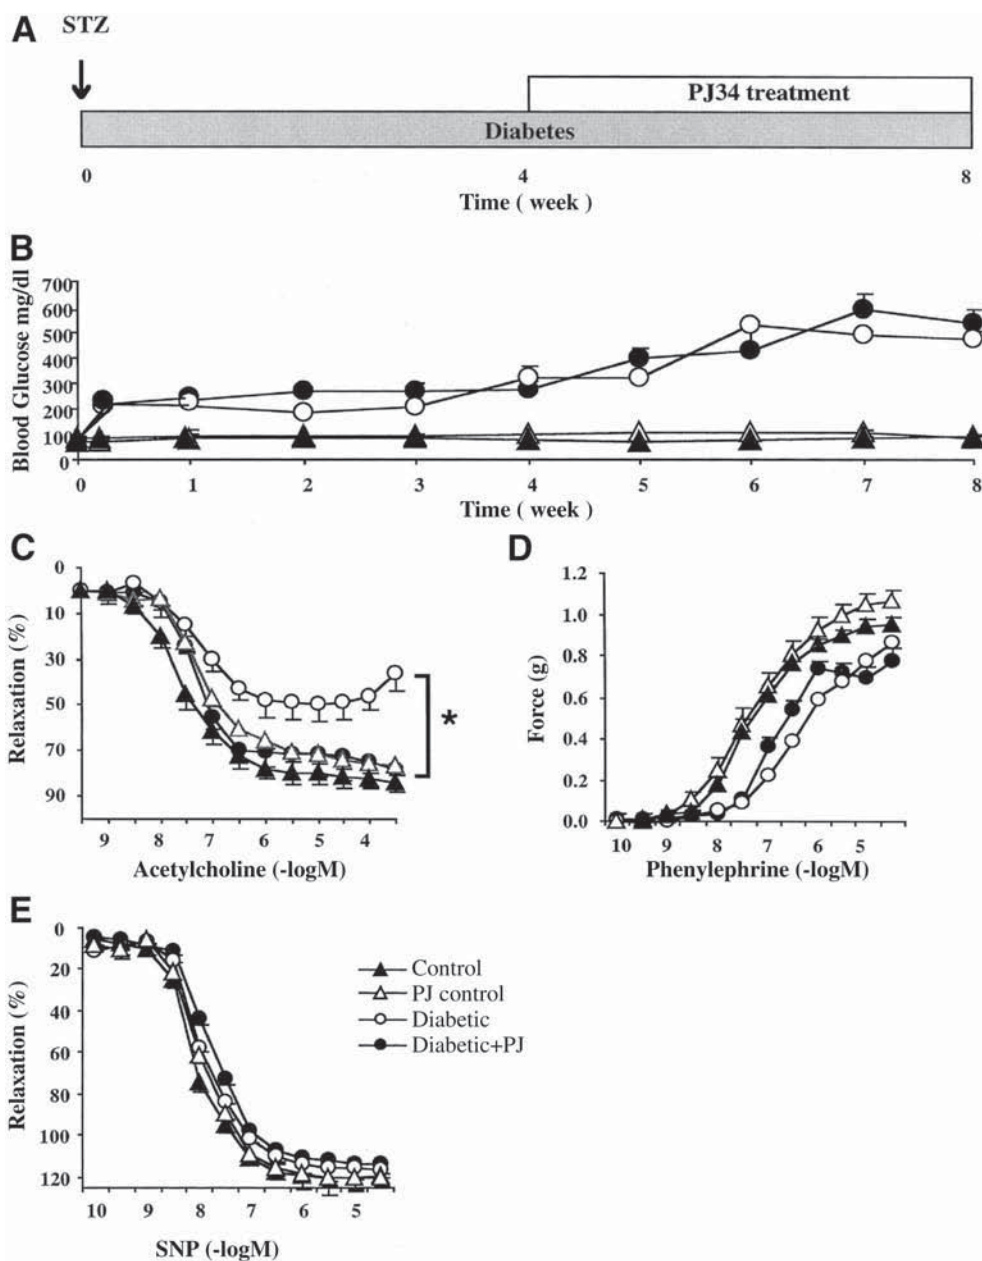 A
STZ
PJ34 treatment
Diabetes
0 4 8
Time ( week )
B
Blood Glucose mg/dl
700
600
500
400
300
200
100
0
0 1 2 3 4 5 6 7 8
Time ( week )
C
Relaxation (%)
0
10
30
50
70
90
*
9 8 7 6 5 4
Acetylcholine (-logM)
D
Force (g)
1.2
1.0
0.8
0.6
0.4
0.2
0.0
10 9 8 7 6 5
Phenylephrine (-logM)
E
Relaxation (%)
0
20
40
60
80
100
120
10 9 8 7 6 5
SNP (-logM)
Control
PJ control
Diabetic
Diabetic+PJ